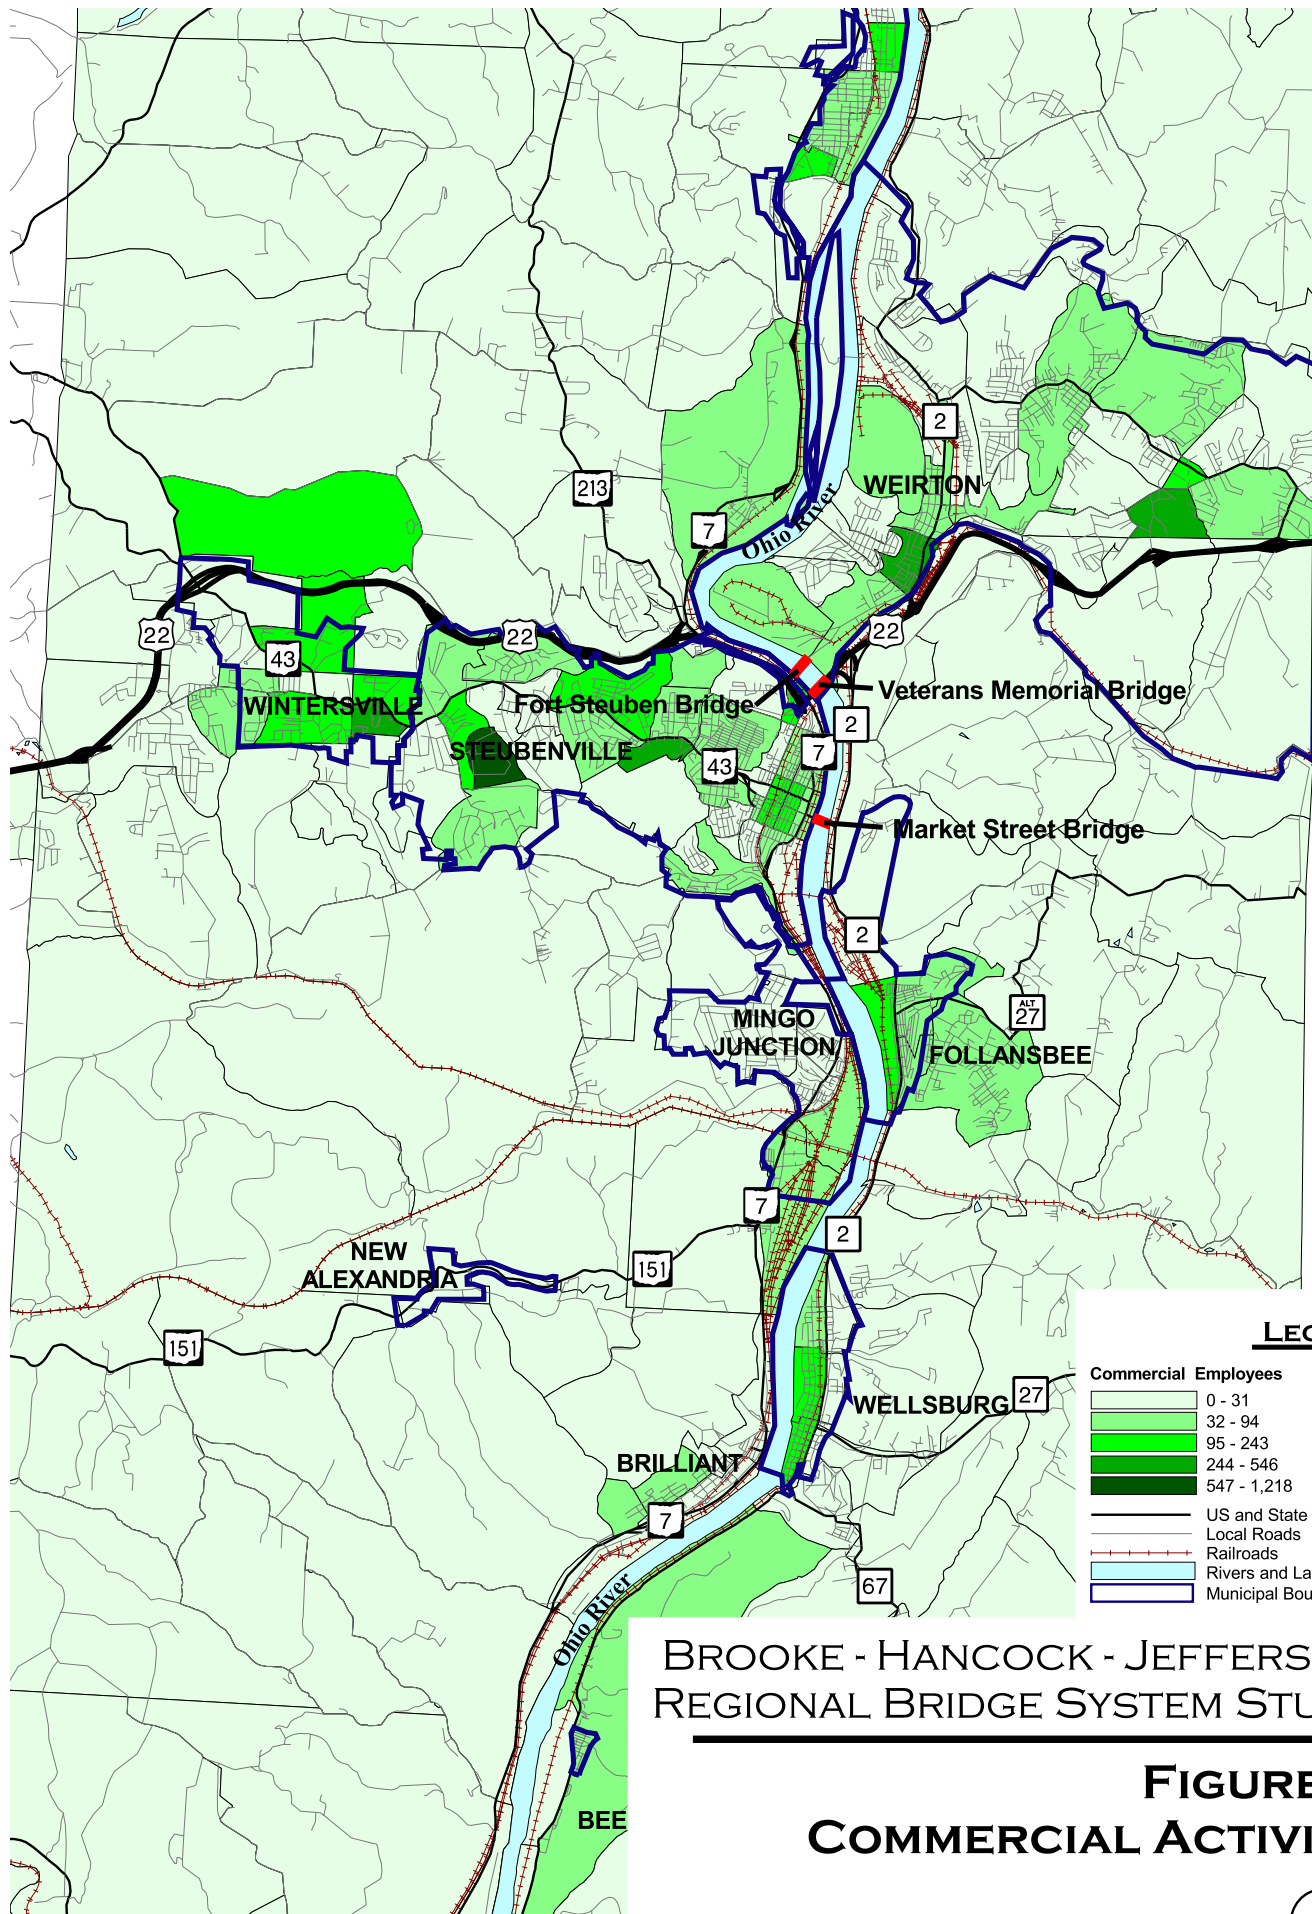 2
WEIRTON
213
7
Ohio River
22
22
22
43
Veterans Memorial Bridge
Fort Steuben Bridge
WINTERSVILLE
2
STEUBENVILLE
7
43
Market Street Bridge
2
ALT
27
MINGO
JUNCTION
FOLLANSBEE
7
2
NEW
ALEXANDRIA
151
151
LEG
Commercial Employees
0 - 31
32 - 94
95 - 243
244 - 546
547 - 1,218
US and State
Local Roads
Railroads
Rivers and La
Municipal Bou
27
WELLSBURG
BRILLIANT
7
67
Ohio River
BROOKE - HANCOCK - JEFFERS
REGIONAL BRIDGE SYSTEM STU
FIGURE
COMMERCIAL ACTIVI
BEE